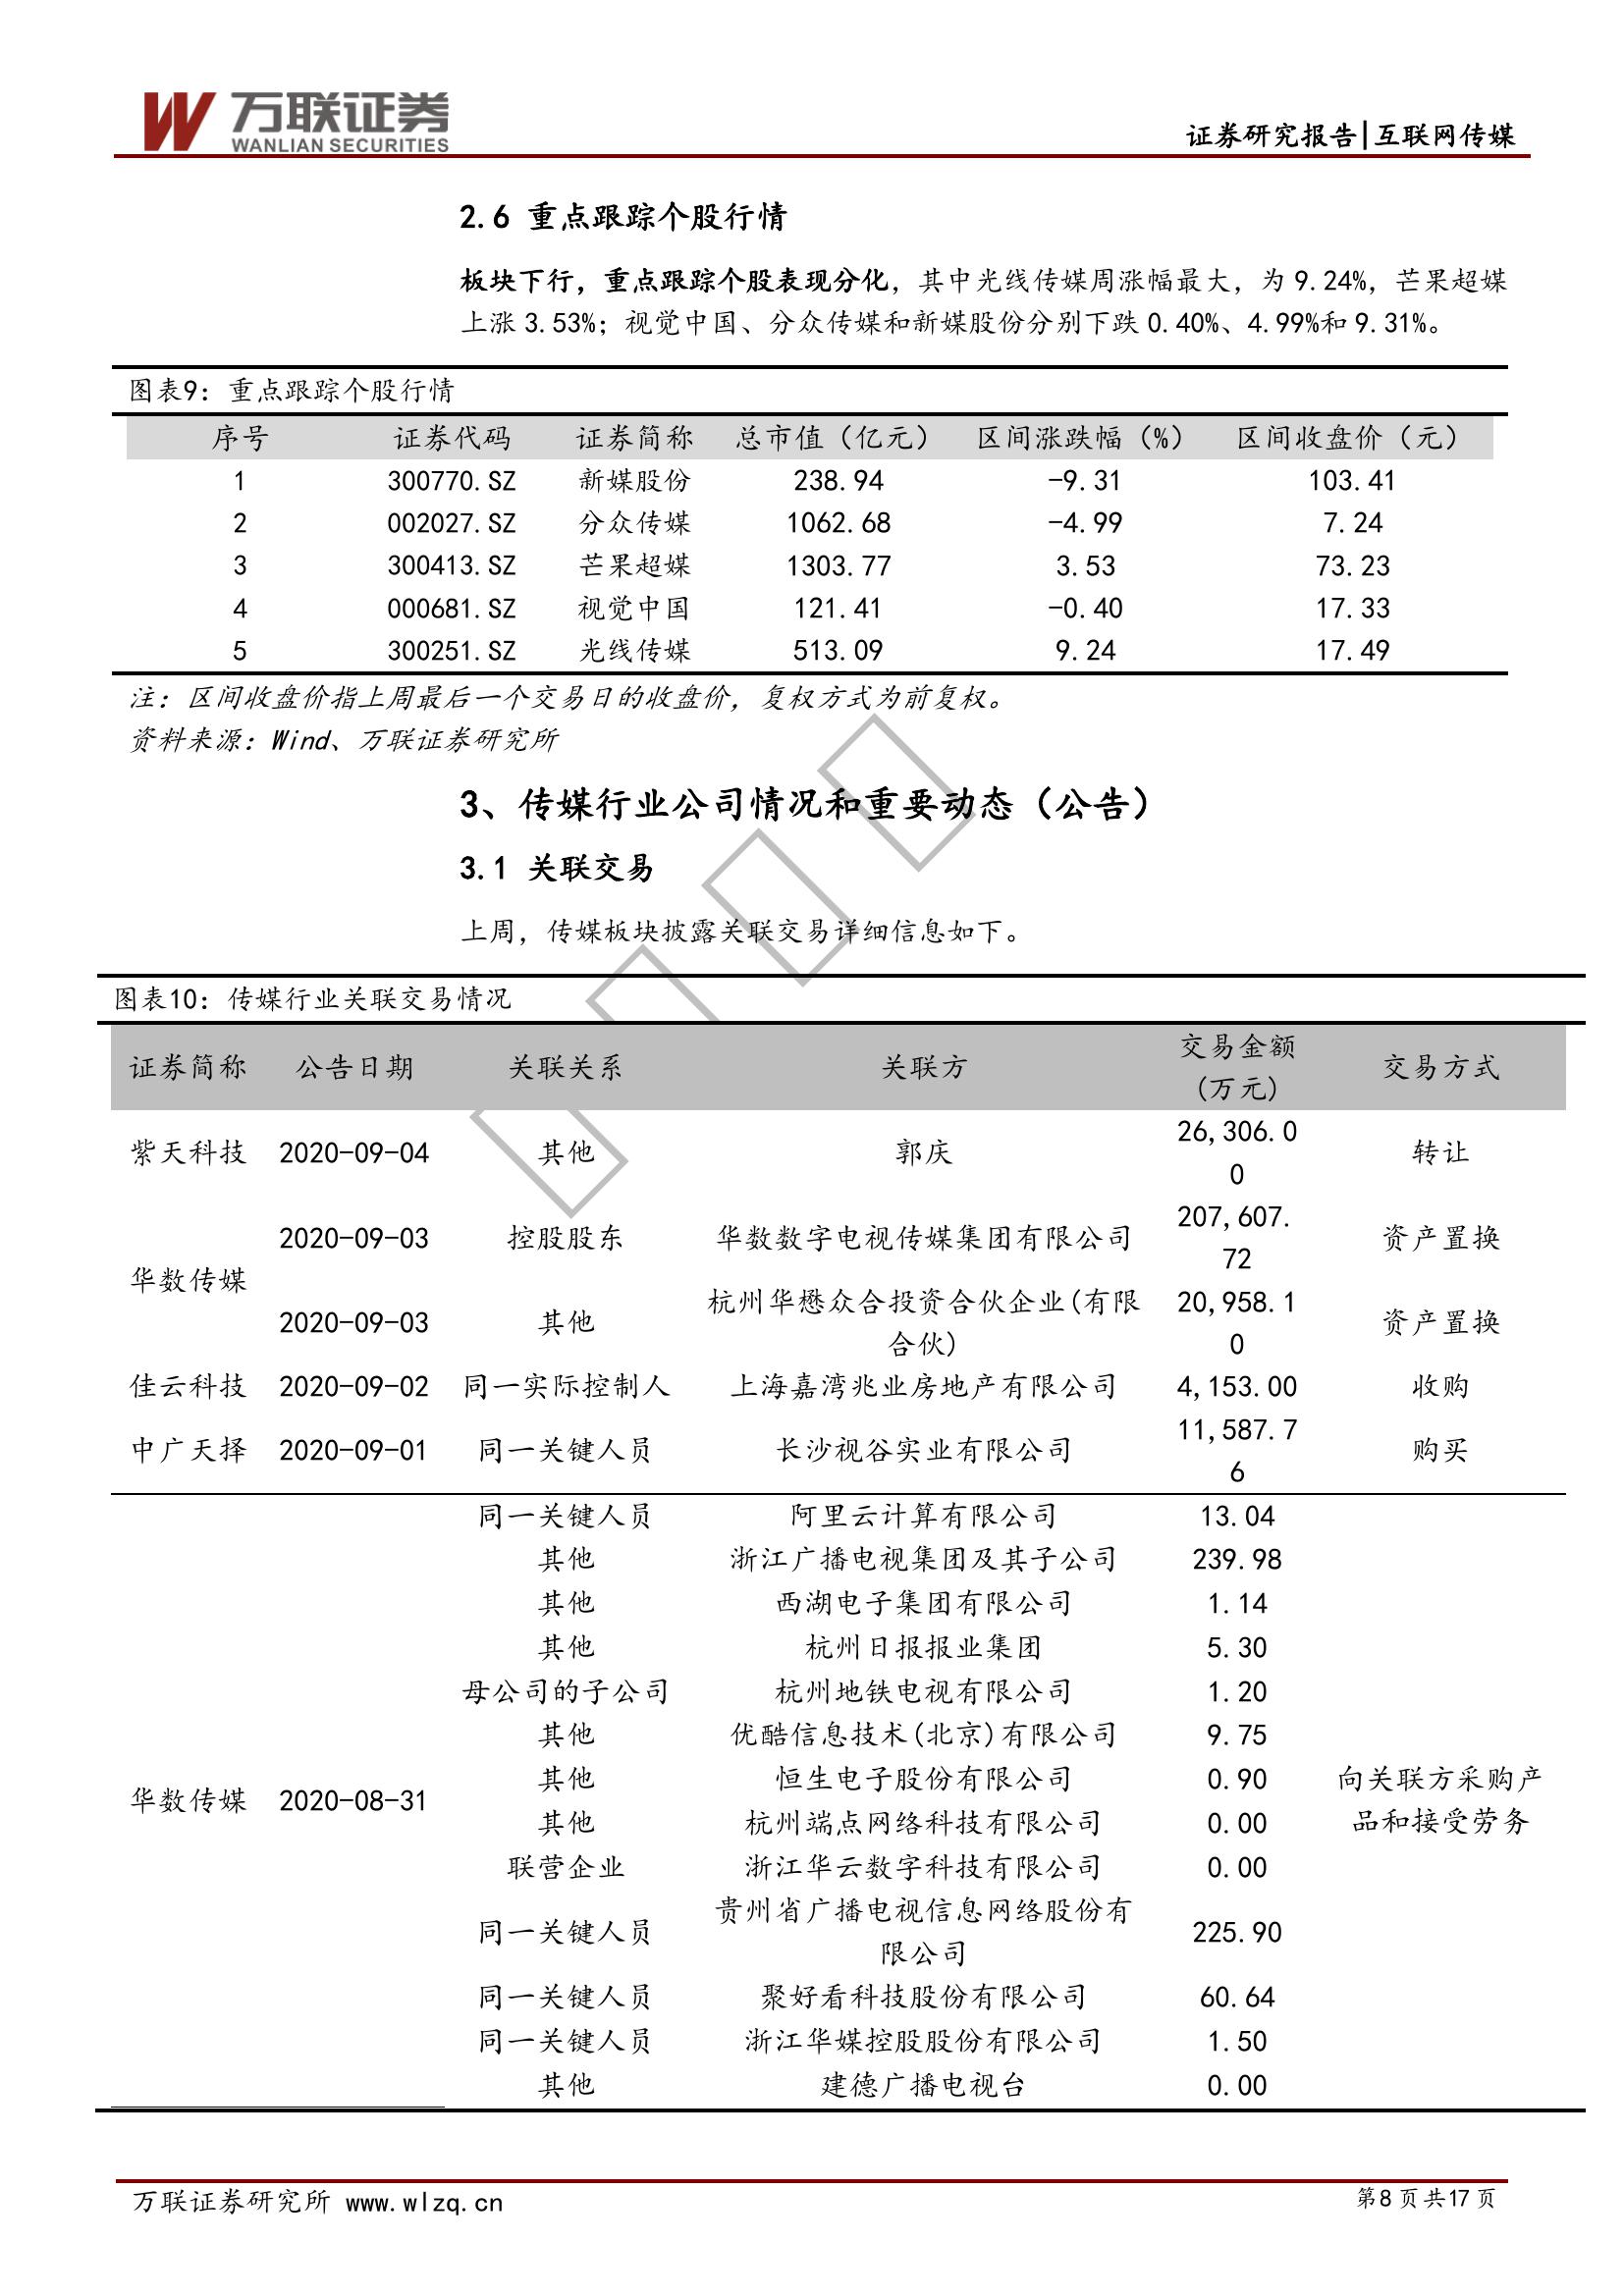 万联证券
WANLIAN SECURITIES
证券研究报告|互联网传媒
2.6 重点跟踪个股行情
板块下行，重点跟踪个股表现分化，其中光线传媒周涨幅最大，为 9.24%，芒果超媒
上涨 3.53%；视觉中国、分众传媒和新媒股份分别下跌 0.40%、4.99%和 9.31%。
图表9：重点跟踪个股行情
序号 证券代码 证券简称 总市值（亿元） 区间涨跌幅（%） 区间收盘价（元）
1 300770.SZ 新媒股份 238.94 -9.31 103.41
2 002027.SZ 分众传媒 1062.68 -4.99 7.24
3 300413.SZ 芒果超媒 1303.77 3.53 73.23
4 000681.SZ 视觉中国 121.41 -0.40 17.33
5 300251.SZ 光线传媒 513.09 9.24 17.49
注：区间收盘价指上周最后一个交易日的收盘价，复权方式为前复权。
资料来源：Wind、万联证券研究所
3、传媒行业公司情况和重要动态（公告）
3.1 关联交易
上周，传媒板块披露关联交易详细信息如下。
图表10：传媒行业关联交易情况
证券简称 公告日期 关联关系 关联方 交易金额 交易方式
(万元)
紫天科技 2020-09-04 其他 郭庆 26,306.0 转让
0
华数传媒 2020-09-03 控股股东 华数数字电视传媒集团有限公司 207,607. 资产置换
72
2020-09-03 其他 杭州华懋众合投资合伙企业(有限 20,958.1 资产置换
合伙) 0
佳云科技 2020-09-02 同一实际控制人 上海嘉湾兆业房地产有限公司 4,153.00 收购
中广天择 2020-09-01 同一关键人员 长沙视谷实业有限公司 11,587.7 购买
6
同一关键人员 阿里云计算有限公司 13.04
其他 浙江广播电视集团及其子公司 239.98
其他 西湖电子集团有限公司 1.14
其他 杭州日报报业集团 5.30
母公司的子公司 杭州地铁电视有限公司 1.20
其他 优酷信息技术(北京)有限公司 9.75
其他 恒生电子股份有限公司 0.90 向关联方采购产
华数传媒 2020-08-31 其他 杭州端点网络科技有限公司 0.00 品和接受劳务
联营企业 浙江华云数字科技有限公司 0.00
同一关键人员 贵州省广播电视信息网络股份有 225.90
限公司
同一关键人员 聚好看科技股份有限公司 60.64
同一关键人员 浙江华媒控股股份有限公司 1.50
其他 建德广播电视台 0.00
万联证券研究所 www.wlzq.cn
第8页共17页